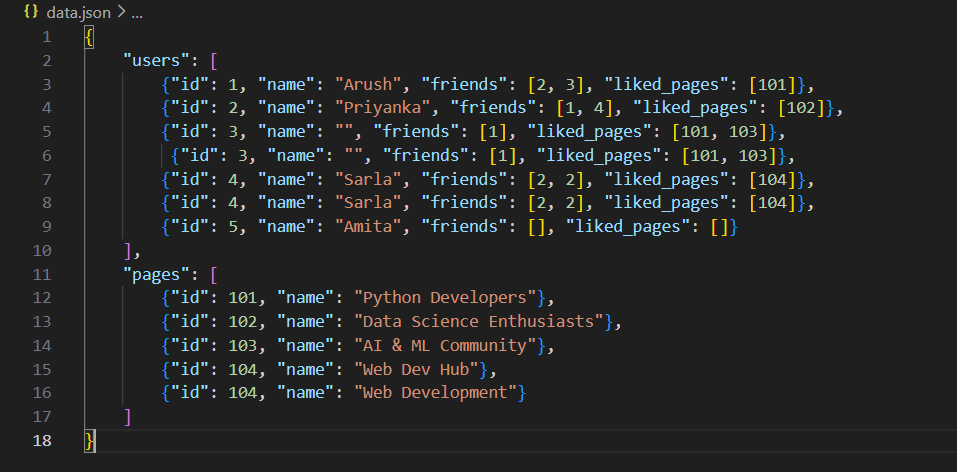 {} data.json > ...
1 {
2     "users": [
3         {"id": 1, "name": "Arush", "friends": [2, 3], "liked_pages": [101]},
4         {"id": 2, "name": "Priyanka", "friends": [1, 4], "liked_pages": [102]},
5         {"id": 3, "name": "", "friends": [1], "liked_pages": [101, 103]},
6          {"id": 3, "name": "", "friends": [1], "liked_pages": [101, 103]},
7         {"id": 4, "name": "Sarla", "friends": [2, 2], "liked_pages": [104]},
8         {"id": 4, "name": "Sarla", "friends": [2, 2], "liked_pages": [104]},
9         {"id": 5, "name": "Amita", "friends": [], "liked_pages": []}
10     ],
11     "pages": [
12         {"id": 101, "name": "Python Developers"},
13         {"id": 102, "name": "Data Science Enthusiasts"},
14         {"id": 103, "name": "AI & ML Community"},
15         {"id": 104, "name": "Web Dev Hub"},
16         {"id": 104, "name": "Web Development"}
17     ]
18 }